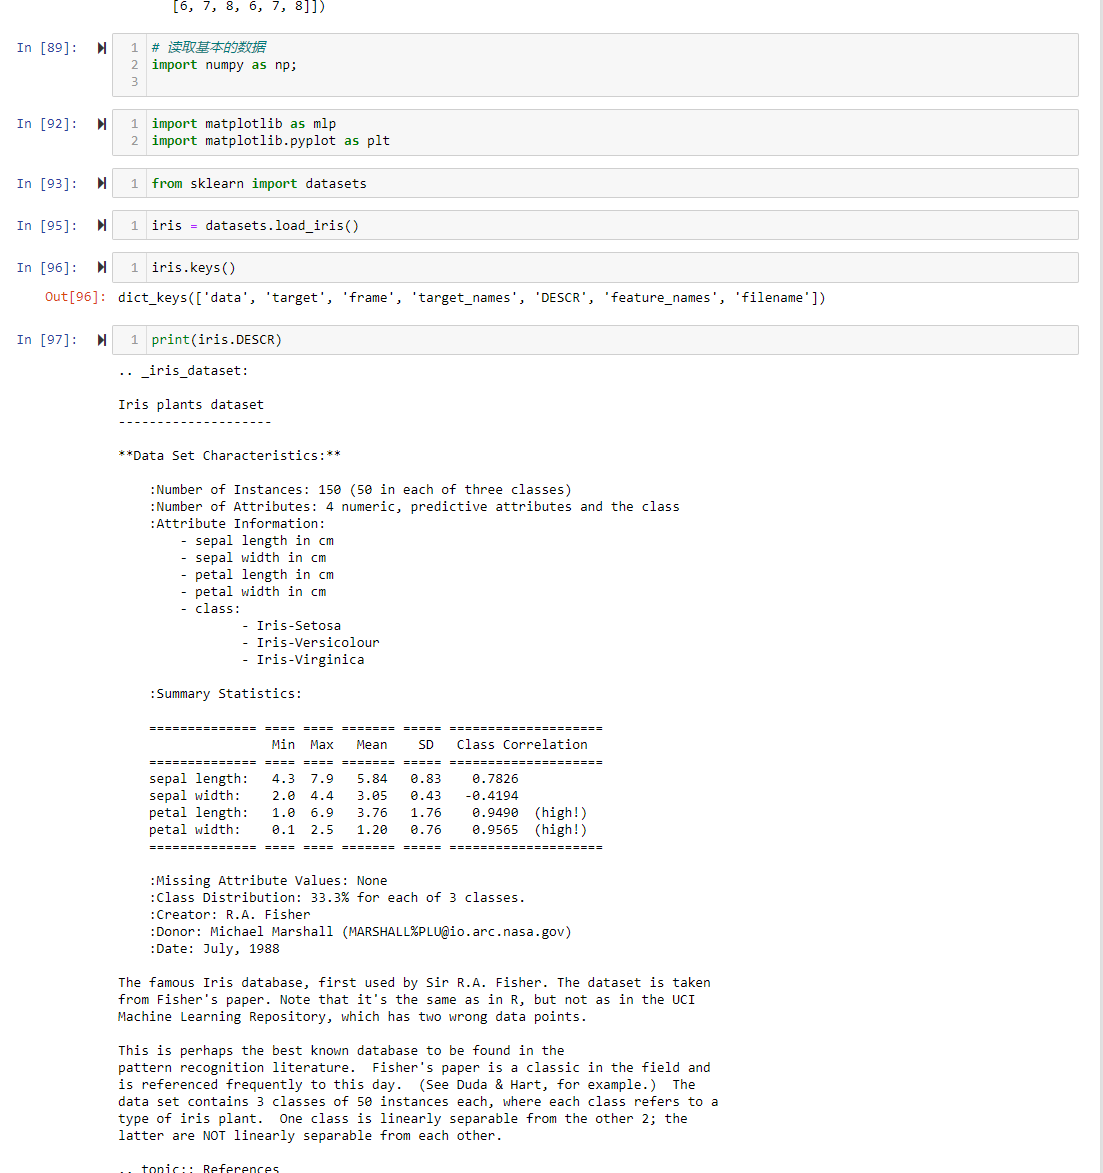 [6, 7, 8, 6, 7, 8]])
In [89]:
1 # 读取基本的数据
2 import numpy as np;
3
In [92]:
1 import matplotlib as mlp
2 import matplotlib.pyplot as plt
In [93]:
1 from sklearn import datasets
In [95]:
1 iris = datasets.load_iris()
In [96]:
1 iris.keys()
Out[96]: dict_keys(['data', 'target', 'frame', 'target_names', 'DESCR', 'feature_names', 'filename'])
In [97]:
1 print(iris.DESCR)
.. _iris_dataset:
Iris plants dataset
--------------------
**Data Set Characteristics:**
:Number of Instances: 150 (50 in each of three classes)
:Number of Attributes: 4 numeric, predictive attributes and the class
:Attribute Information:
- sepal length in cm
- sepal width in cm
- petal length in cm
- petal width in cm
- class:
- Iris-Setosa
- Iris-Versicolour
- Iris-Virginica
:Summary Statistics:
============== ==== ==== ======= ===== ====================
Min Max Mean SD Class Correlation
============== ==== ==== ======= ===== ====================
sepal length: 4.3 7.9 5.84 0.83 0.7826
sepal width: 2.0 4.4 3.05 0.43 -0.4194
petal length: 1.0 6.9 3.76 1.76 0.9490 (high!)
petal width: 0.1 2.5 1.20 0.76 0.9565 (high!)
============== ==== ==== ======= ===== ====================
:Missing Attribute Values: None
:Class Distribution: 33.3% for each of 3 classes.
:Creator: R.A. Fisher
:Donor: Michael Marshall (MARSHALL%PLU@io.arc.nasa.gov)
:Date: July, 1988
The famous Iris database, first used by Sir R.A. Fisher. The dataset is taken
from Fisher's paper. Note that it's the same as in R, but not as in the UCI
Machine Learning Repository, which has two wrong data points.
This is perhaps the best known database to be found in the
pattern recognition literature. Fisher's paper is a classic in the field and
is referenced frequently to this day. (See Duda & Hart, for example.) The
data set contains 3 classes of 50 instances each, where each class refers to a
type of iris plant. One class is linearly separable from the other 2; the
latter are NOT linearly separable from each other.
.. topic:: References